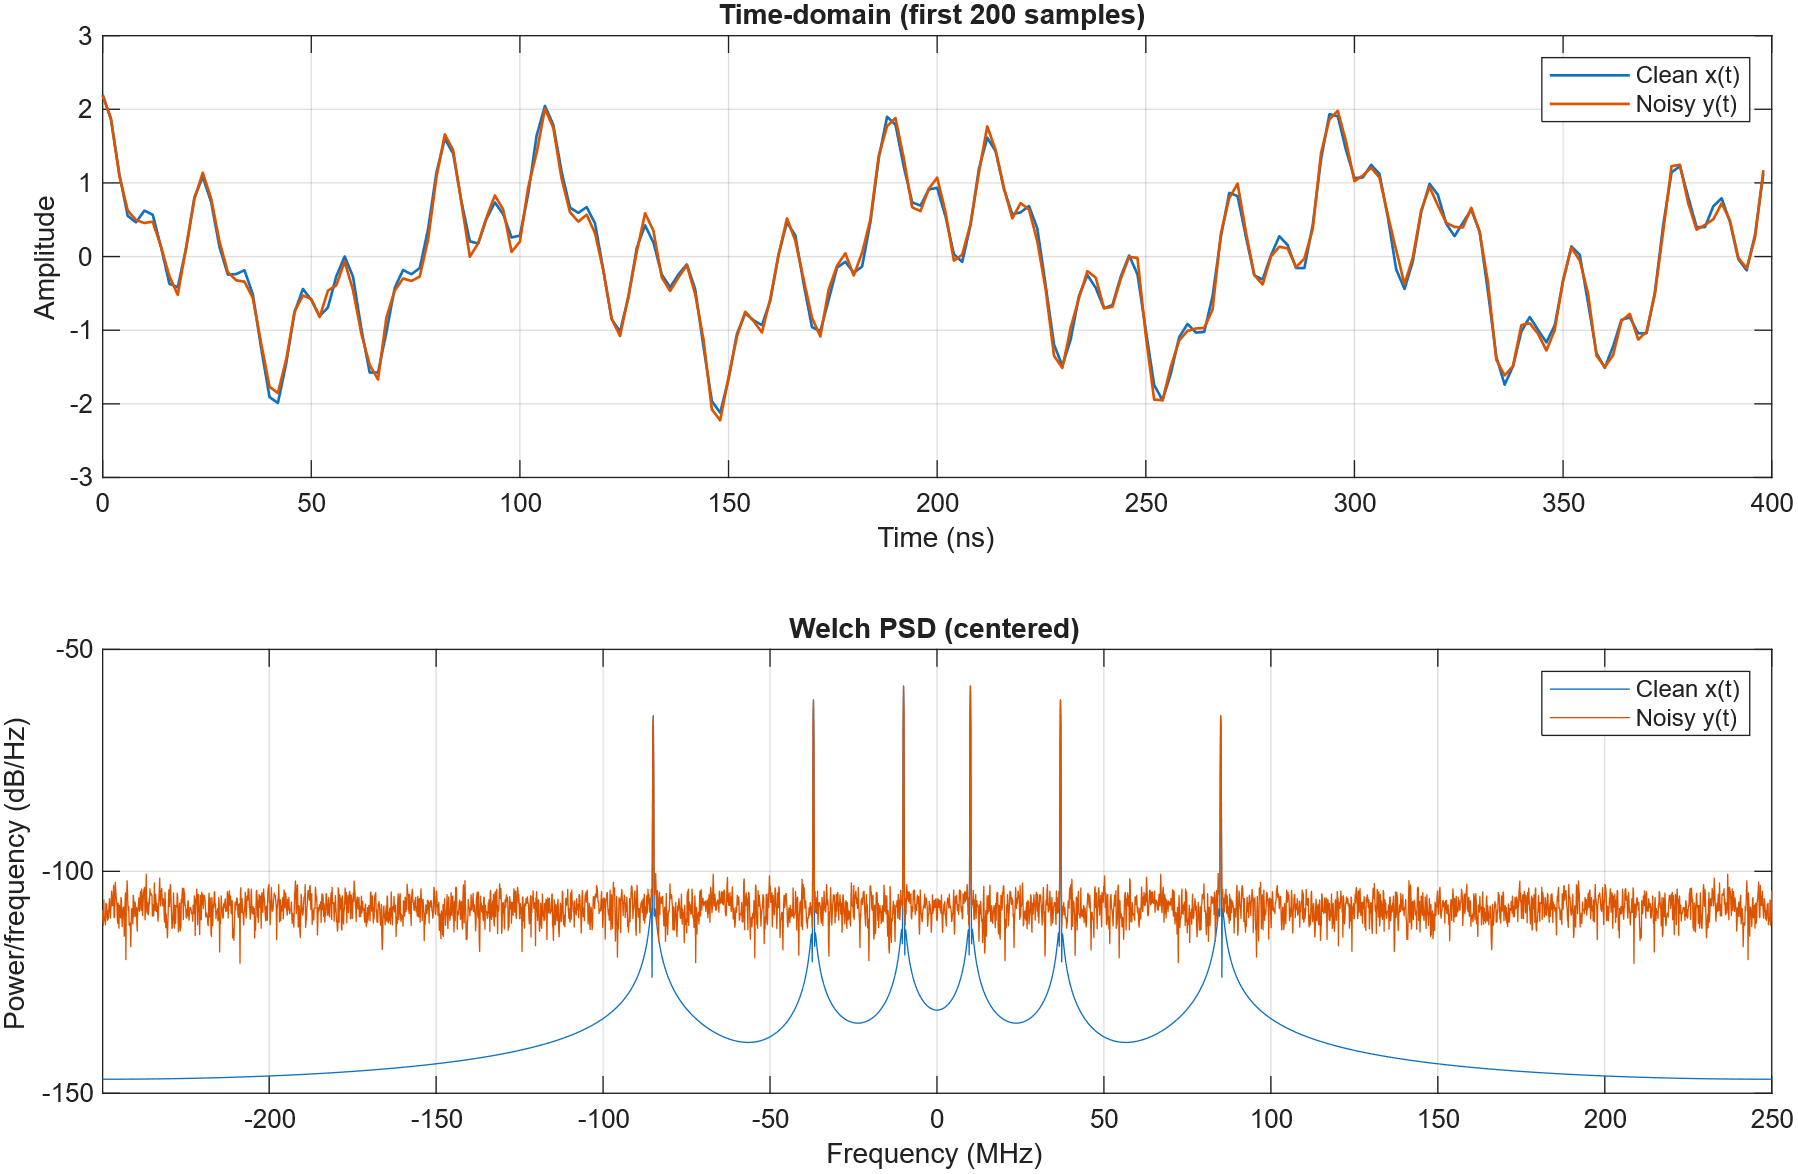 Time-domain (first 200 samples)
3
2
1
0
-1
-2
-3
Amplitude
Clean x(t)
Noisy y(t)
0 50 100 150 200 250 300 350 400
Time (ns)
Welch PSD (centered)
-50
-100
-150
Power/frequency (dB/Hz)
Clean x(t)
Noisy y(t)
-200 -150 -100 -50 0 50 100 150 200 250
Frequency (MHz)